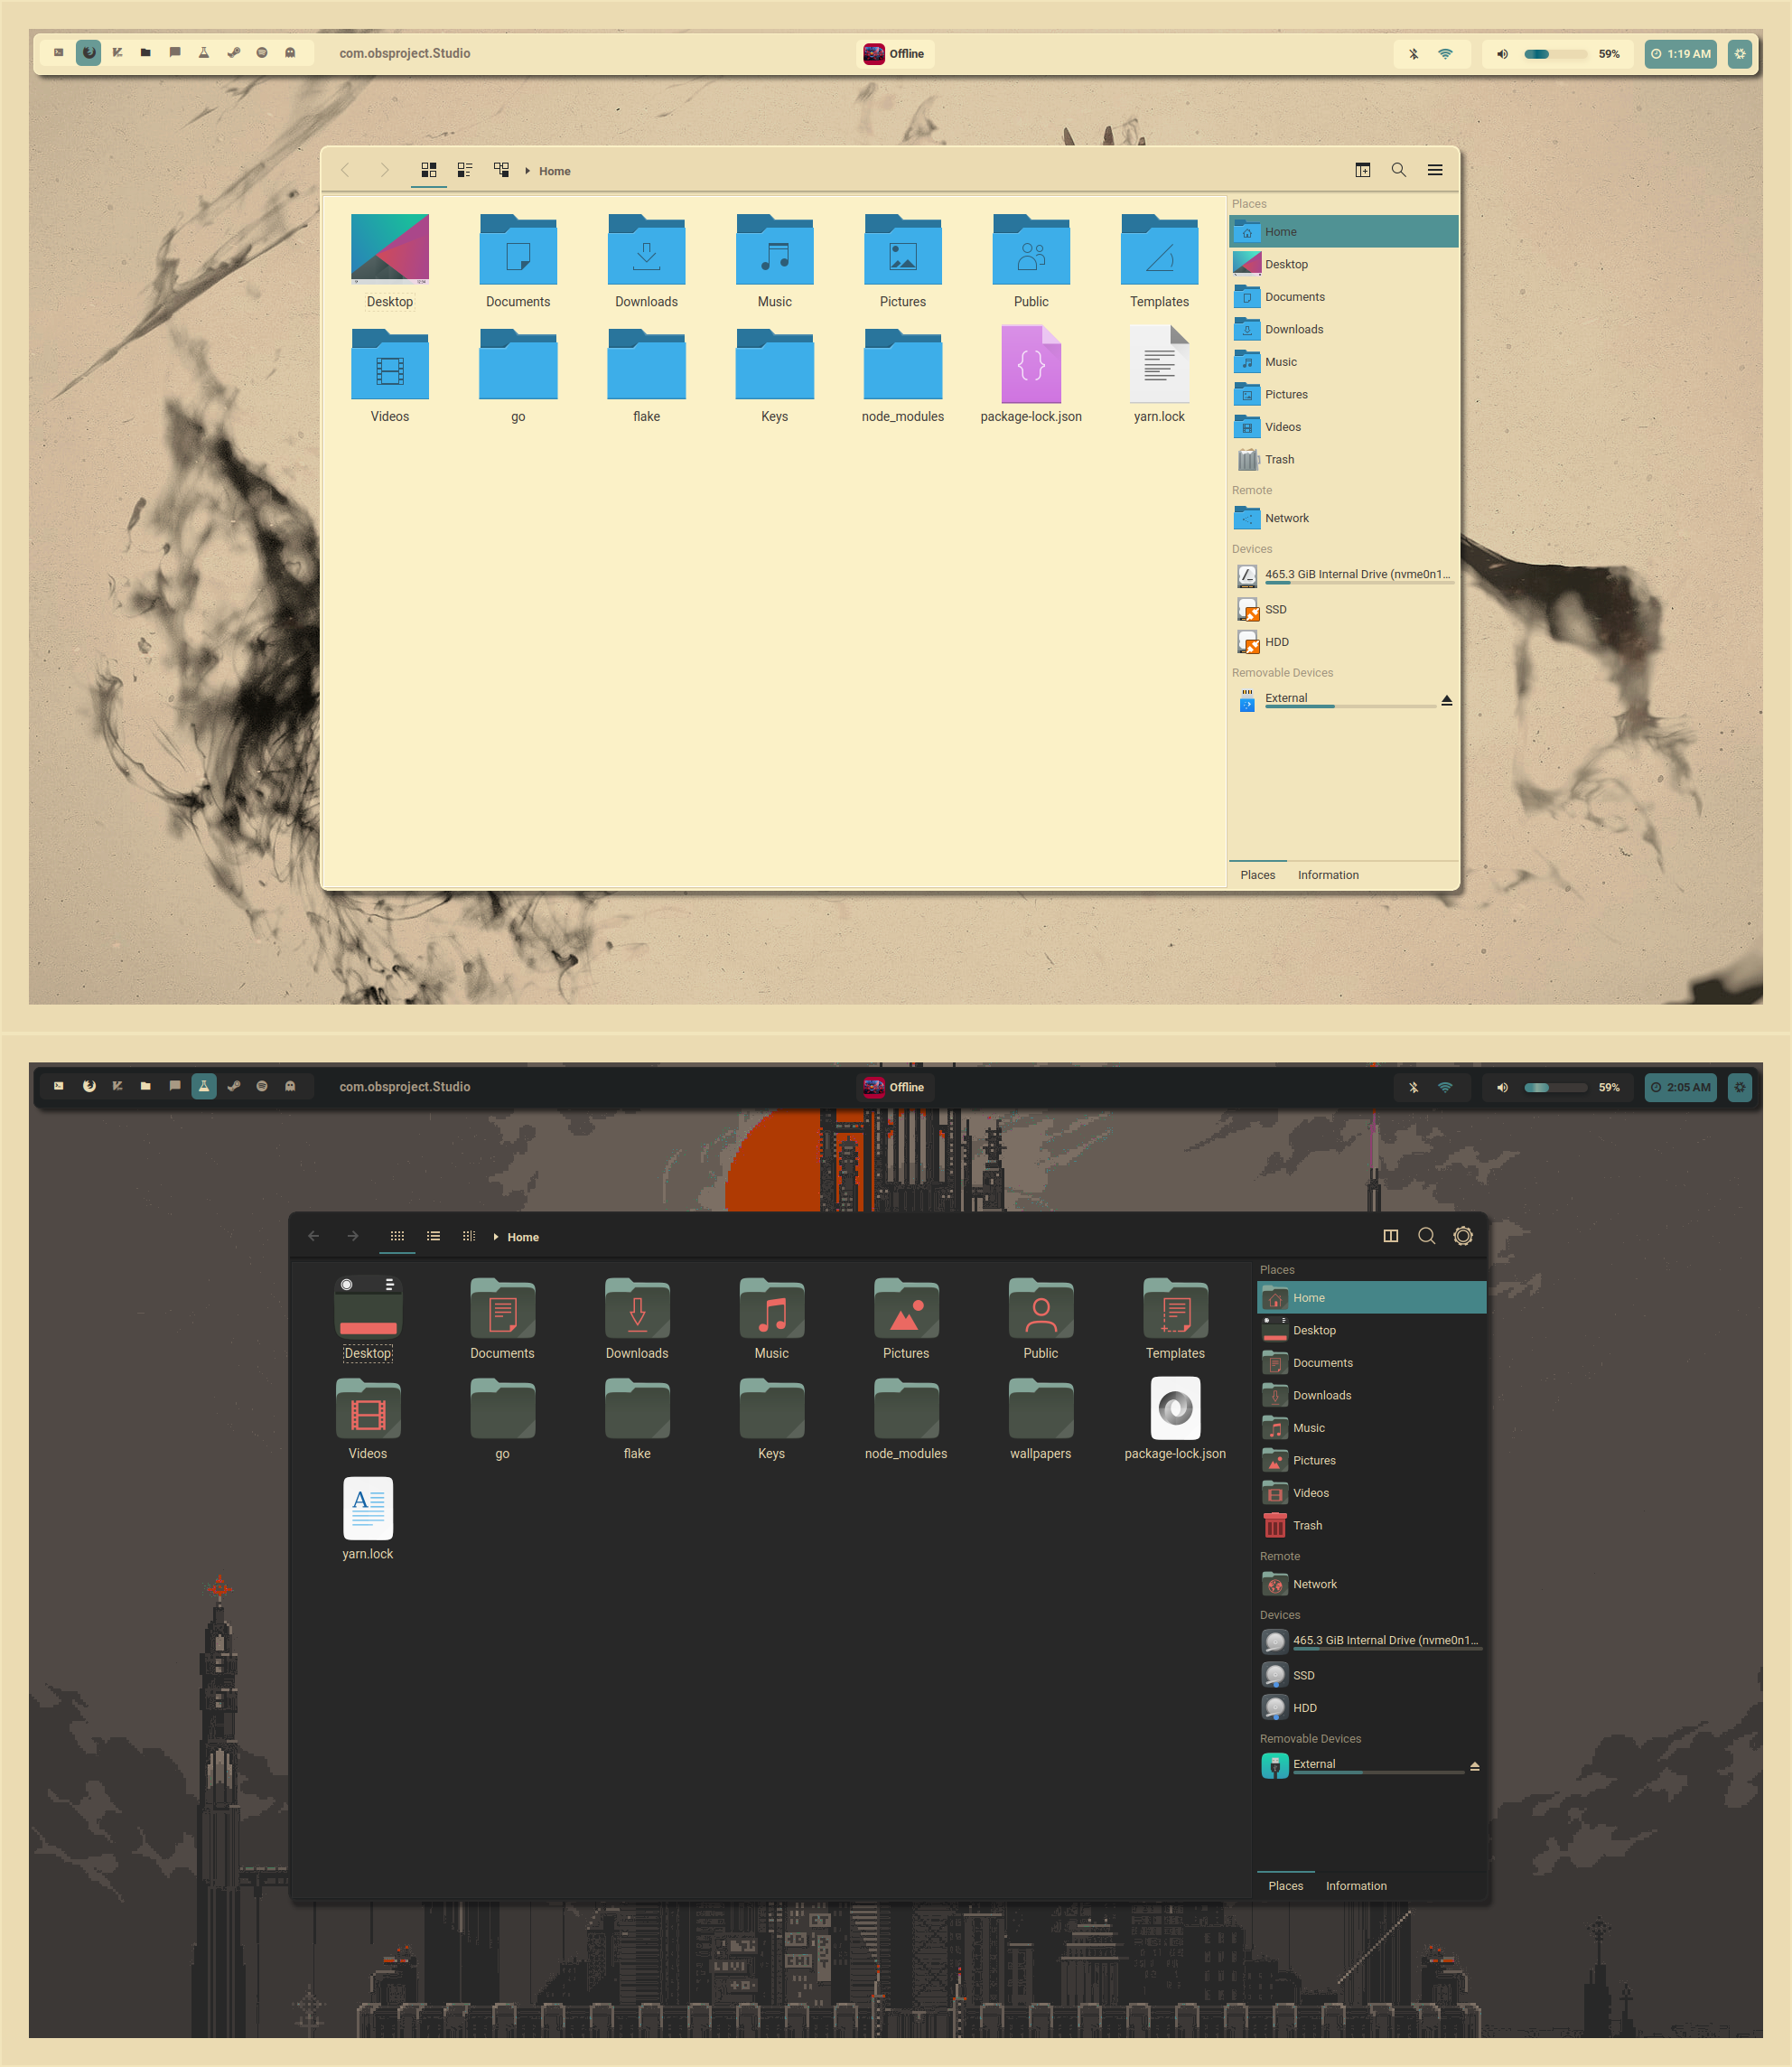 com.obsproject.Studio
Offline
59%
1:19 AM
Home
Desktop
Documents
Downloads
Music
Pictures
Public
Templates
Videos
go
flake
Keys
node_modules
package-lock.json
yarn.lock
Places
Home
Desktop
Documents
Downloads
Music
Pictures
Videos
Trash
Remote
Network
Devices
465.3 GiB Internal Drive (nvme0n1…
SSD
HDD
Removable Devices
External
Places
Information
com.obsproject.Studio
Offline
59%
2:05 AM
Home
Desktop
Documents
Downloads
Music
Pictures
Public
Templates
Videos
go
flake
Keys
node_modules
wallpapers
package-lock.json
yarn.lock
Places
Home
Desktop
Documents
Downloads
Music
Pictures
Videos
Trash
Remote
Network
Devices
465.3 GiB Internal Drive (nvme0n1…
SSD
HDD
Removable Devices
External
Places
Information